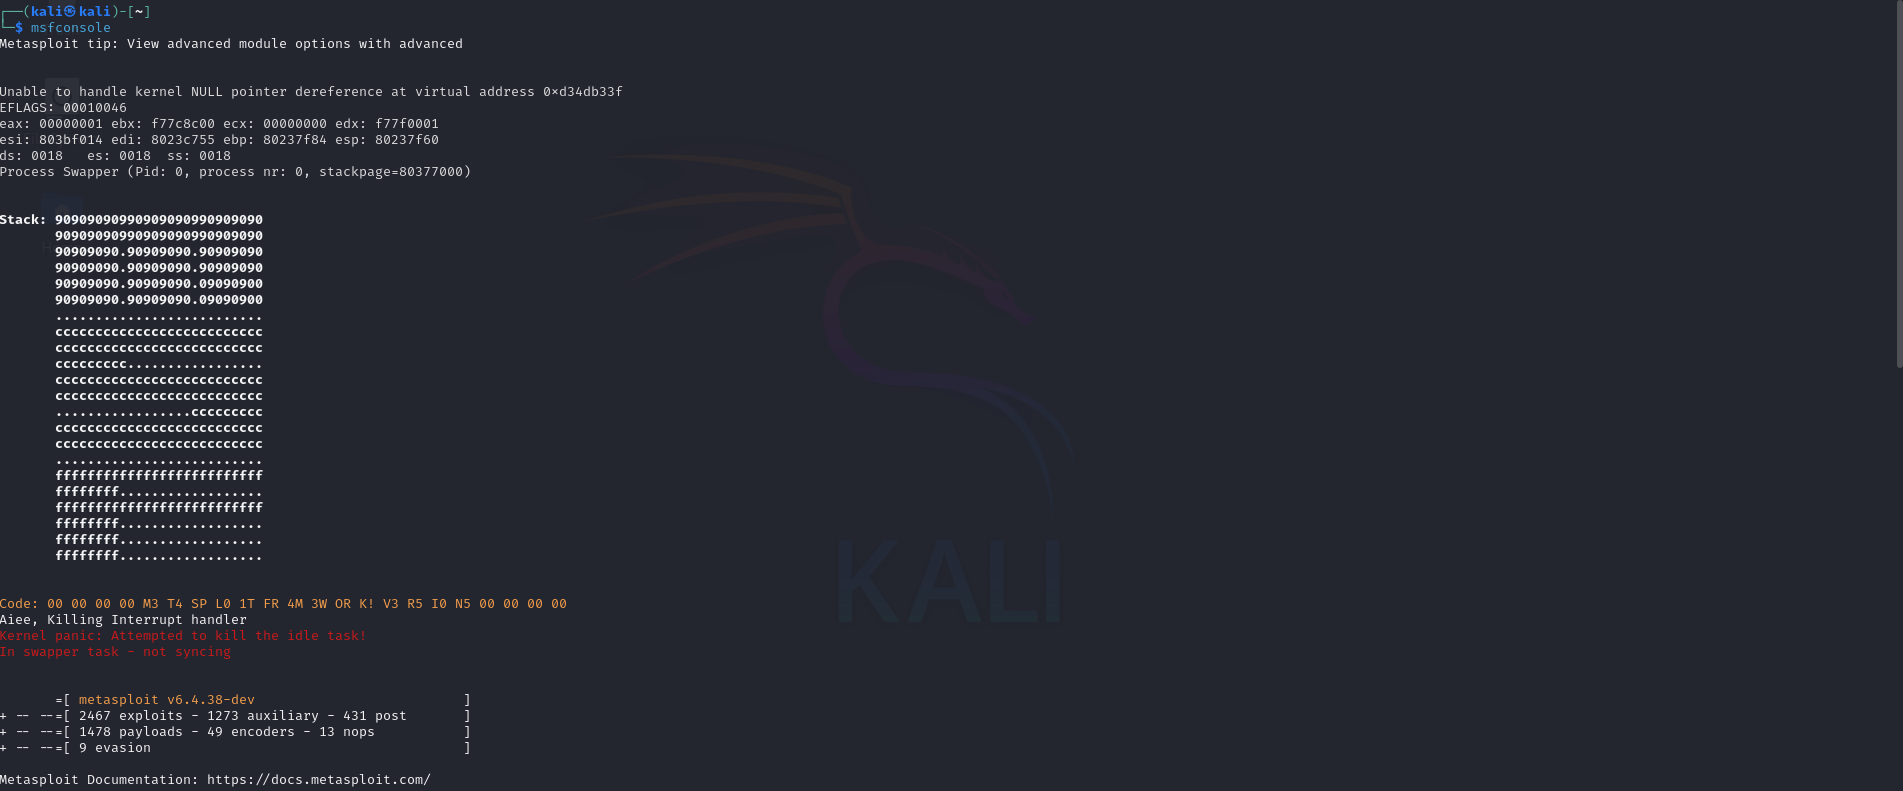 ┌──(kali㉿kali)-[~]
└─$ msfconsole
Metasploit tip: View advanced module options with advanced
Unable to handle kernel NULL pointer dereference at virtual address 0×d34db33f
EFLAGS: 00010046
eax: 00000001 ebx: f77c8c00 ecx: 00000000 edx: f77f0001
esi: 803bf014 edi: 8023c755 ebp: 80237f84 esp: 80237f60
ds: 0018   es: 0018  ss: 0018
Process Swapper (Pid: 0, process nr: 0, stackpage=80377000)
Stack: 90909090990909090990909090
       90909090990909090990909090
       90909090.90909090.90909090
       90909090.90909090.90909090
       90909090.90909090.09090900
       90909090.90909090.09090900
       ..........................
       cccccccccccccccccccccccccc
       cccccccccccccccccccccccccc
       ccccccccc.................
       cccccccccccccccccccccccccc
       cccccccccccccccccccccccccc
       .................ccccccccc
       cccccccccccccccccccccccccc
       cccccccccccccccccccccccccc
       ..........................
       ffffffffffffffffffffffffff
       ffffffff..................
       ffffffffffffffffffffffffff
       ffffffff..................
       ffffffff..................
       ffffffff..................
Code: 00 00 00 00 M3 T4 SP L0 1T FR 4M 3W OR K! V3 R5 I0 N5 00 00 00 00
Aiee, Killing Interrupt handler
Kernel panic: Attempted to kill the idle task!
In swapper task - not syncing
       =[ metasploit v6.4.38-dev                          ]
+ -- --=[ 2467 exploits - 1273 auxiliary - 431 post       ]
+ -- --=[ 1478 payloads - 49 encoders - 13 nops           ]
+ -- --=[ 9 evasion                                       ]
Metasploit Documentation: https://docs.metasploit.com/
KALI